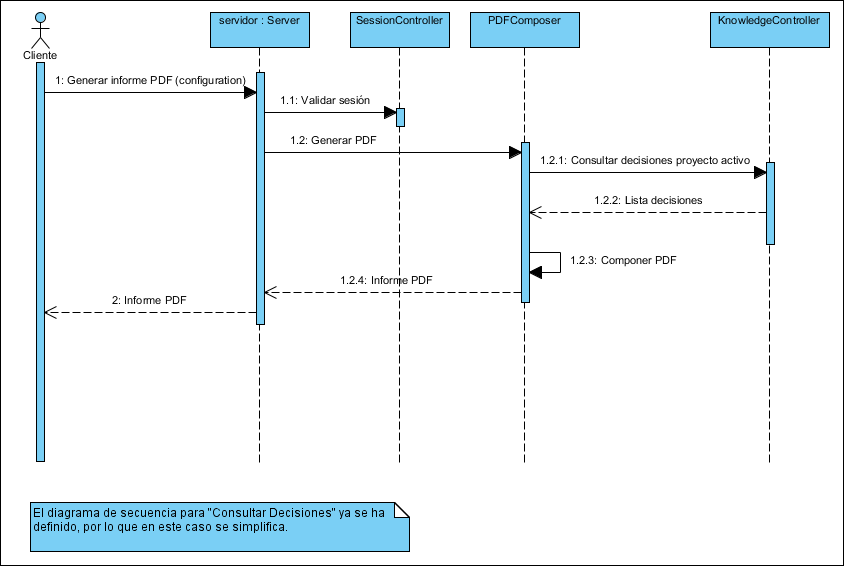 Cliente
servidor : Server
SessionController
PDFComposer
KnowledgeController
1: Generar informe PDF (configuration)
1.1: Validar sesión
1.2: Generar PDF
1.2.1: Consultar decisiones proyecto activo
1.2.2: Lista decisiones
1.2.3: Componer PDF
1.2.4: Informe PDF
2: Informe PDF
El diagrama de secuencia para "Consultar Decisiones" ya se ha
definido, por lo que en este caso se simplifica.